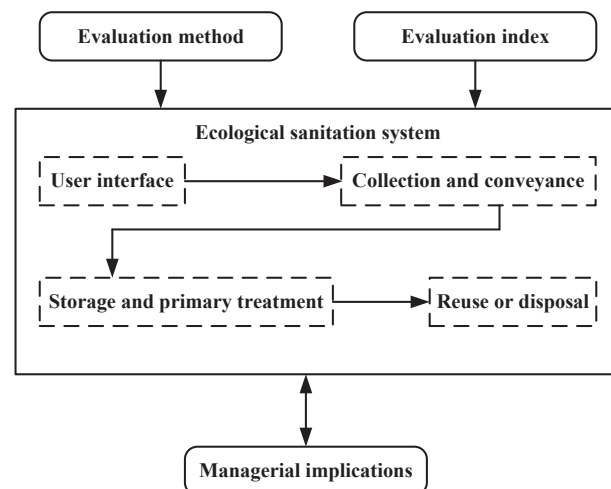 Evaluation method
Evaluation index
Ecological sanitation system
User interface
Collection and conveyance
Storage and primary treatment
Reuse or disposal
Managerial implications